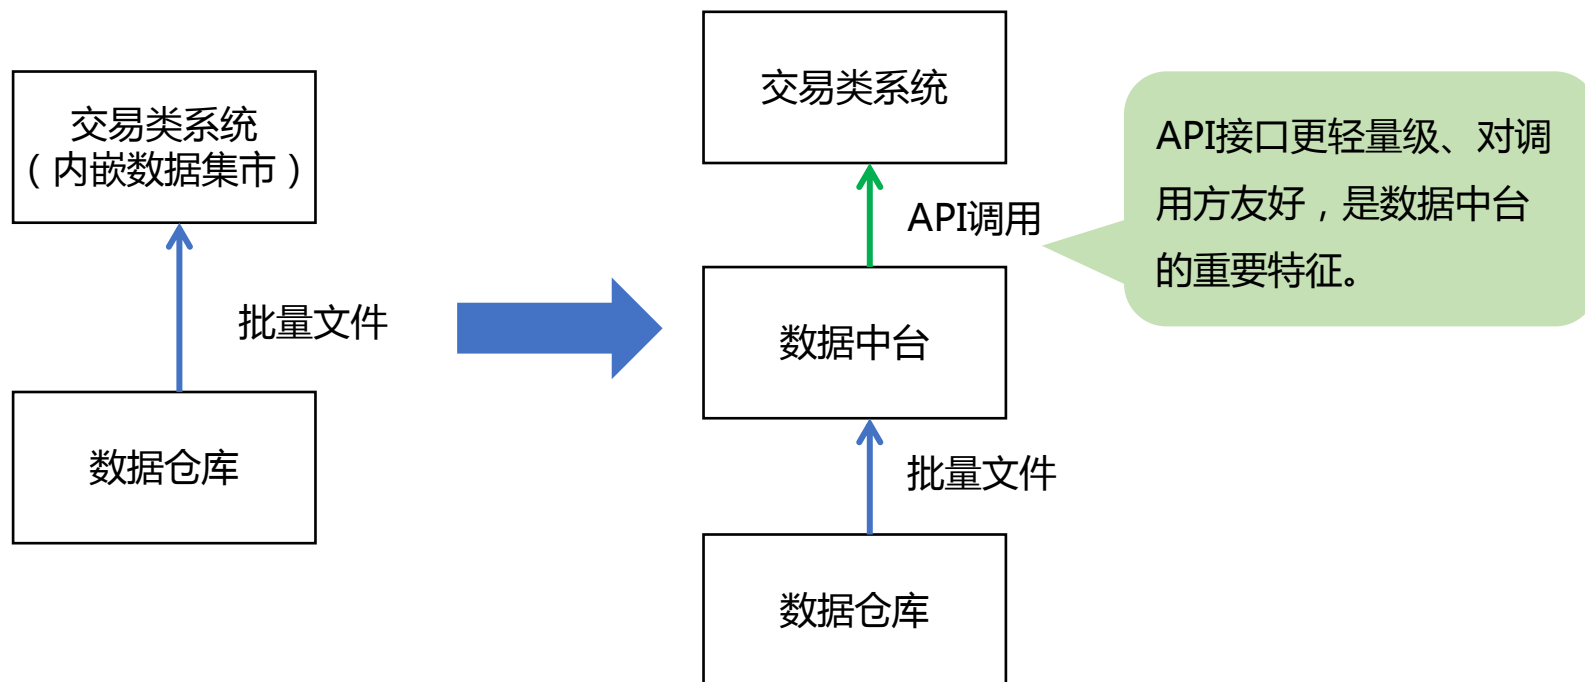 交易类系统
（内嵌数据集市）
批量文件
数据仓库
交易类系统
API调用
数据中台
批量文件
数据仓库
API接口更轻量级、对调
用方友好，是数据中台
的重要特征。